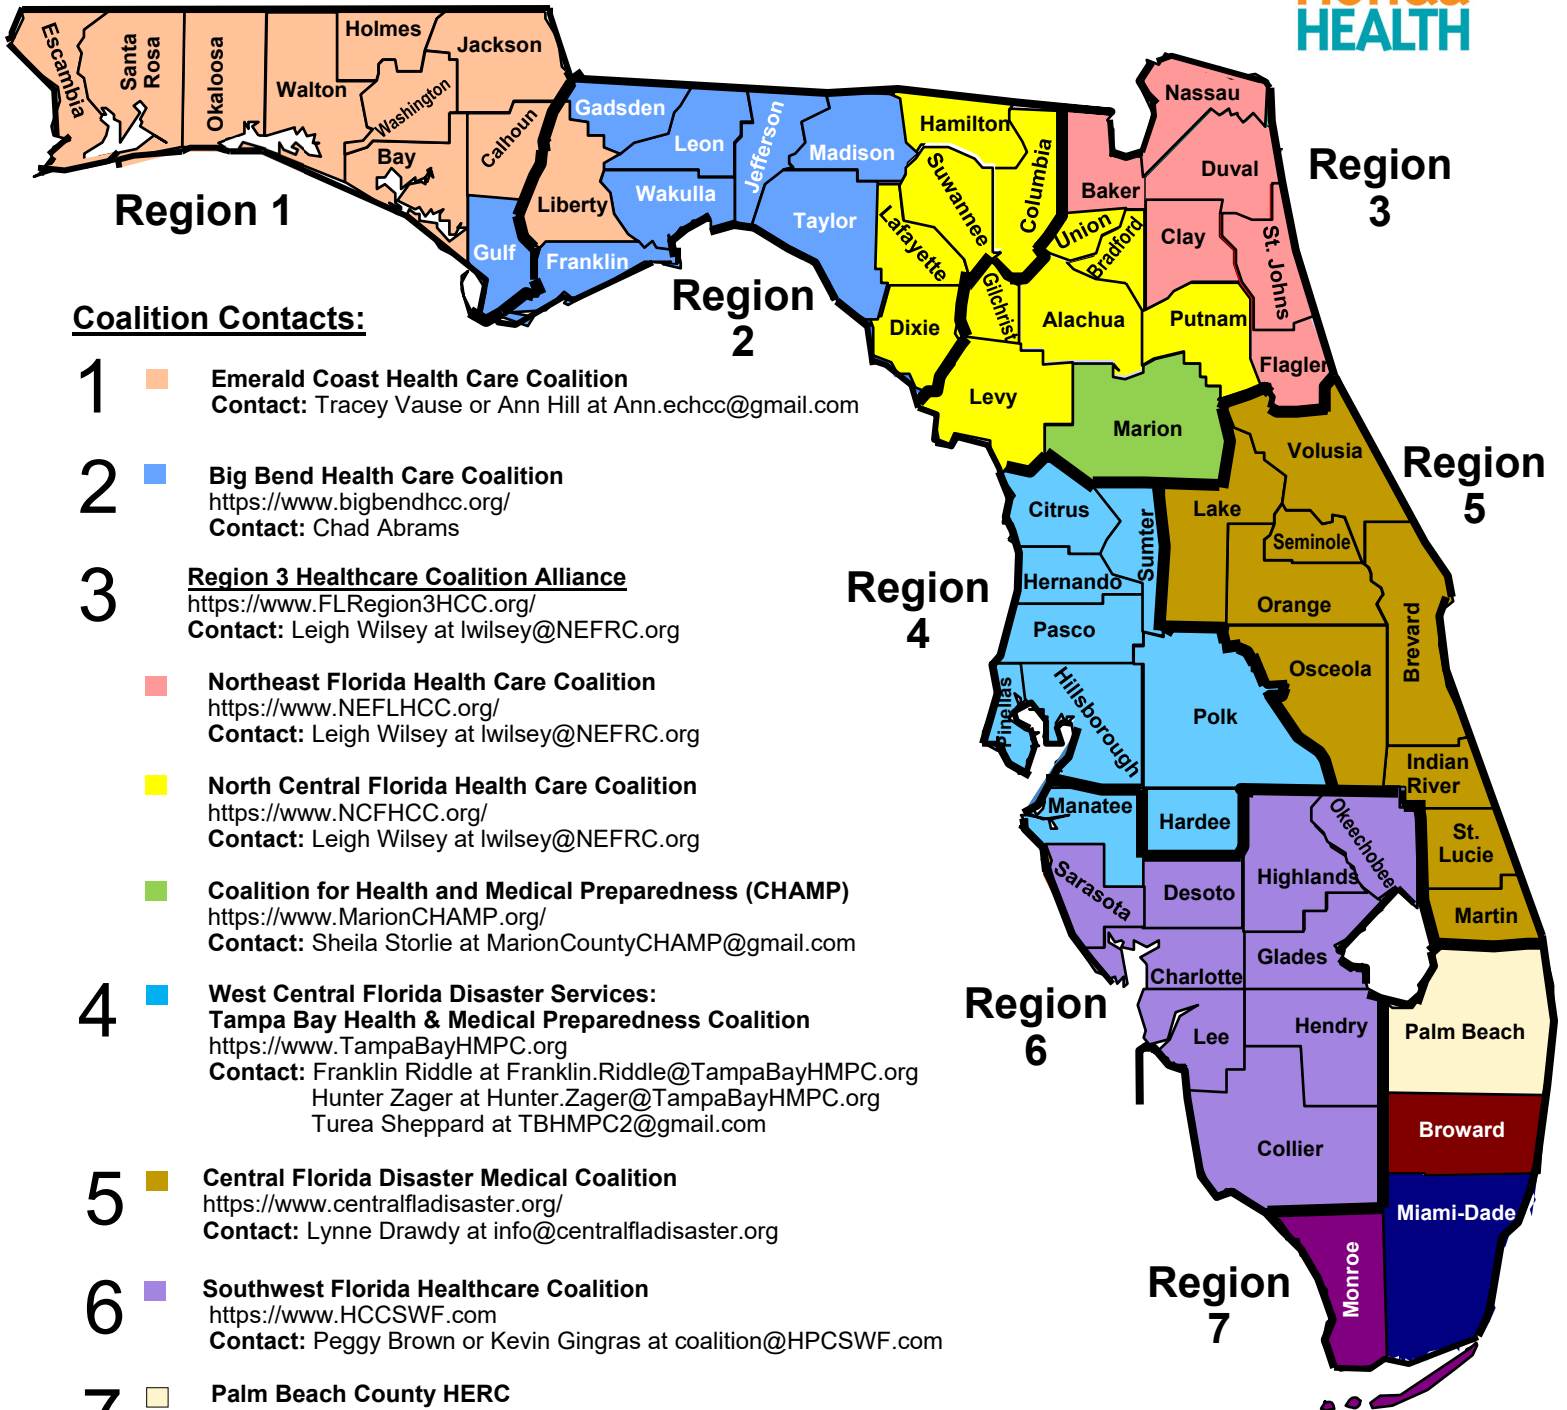 HEALTH
Escambia
Santa
Rosa
Okaloosa
Walton
Holmes
Washington
Jackson
Bay
Calhoun
Gulf
Liberty
Gadsden
Leon
Wakulla
Franklin
Jefferson
Madison
Taylor
Hamilton
Suwannee
Lafayette
Columbia
Dixie
Gilchrist
Union
Bradford
Alachua
Putnam
Levy
Marion
Nassau
Baker
Duval
Clay
St. Johns
Flagler
Citrus
Sumter
Hernando
Pasco
Pinellas
Hillsborough
Polk
Manatee
Hardee
Volusia
Lake
Seminole
Orange
Osceola
Brevard
Indian
River
St.
Lucie
Martin
Sarasota
Desoto
Highlands
Okeechobee
Charlotte
Glades
Lee
Hendry
Collier
Palm Beach
Broward
Miami-Dade
Monroe
Region 1
Region
2
Region
3
Region
4
Region
5
Region
6
Region
7
Coalition Contacts:
1
Emerald Coast Health Care Coalition
Contact: Tracey Vause or Ann Hill at Ann.echcc@gmail.com
2
Big Bend Health Care Coalition
https://www.bigbendhcc.org/
Contact: Chad Abrams
3
Region 3 Healthcare Coalition Alliance
https://www.FLRegion3HCC.org/
Contact: Leigh Wilsey at lwilsey@NEFRC.org
Northeast Florida Health Care Coalition
https://www.NEFLHCC.org/
Contact: Leigh Wilsey at lwilsey@NEFRC.org
North Central Florida Health Care Coalition
https://www.NCFHCC.org/
Contact: Leigh Wilsey at lwilsey@NEFRC.org
Coalition for Health and Medical Preparedness (CHAMP)
https://www.MarionCHAMP.org/
Contact: Sheila Storlie at MarionCountyCHAMP@gmail.com
4
West Central Florida Disaster Services:
Tampa Bay Health & Medical Preparedness Coalition
https://www.TampaBayHMPC.org
Contact: Franklin Riddle at Franklin.Riddle@TampaBayHMPC.org
Hunter Zager at Hunter.Zager@TampaBayHMPC.org
Turea Sheppard at TBHMPC2@gmail.com
5
Central Florida Disaster Medical Coalition
https://www.centralfladisaster.org/
Contact: Lynne Drawdy at info@centralfladisaster.org
6
Southwest Florida Healthcare Coalition
https://www.HCCSWF.com
Contact: Peggy Brown or Kevin Gingras at coalition@HPCSWF.com
7
Palm Beach County HERC